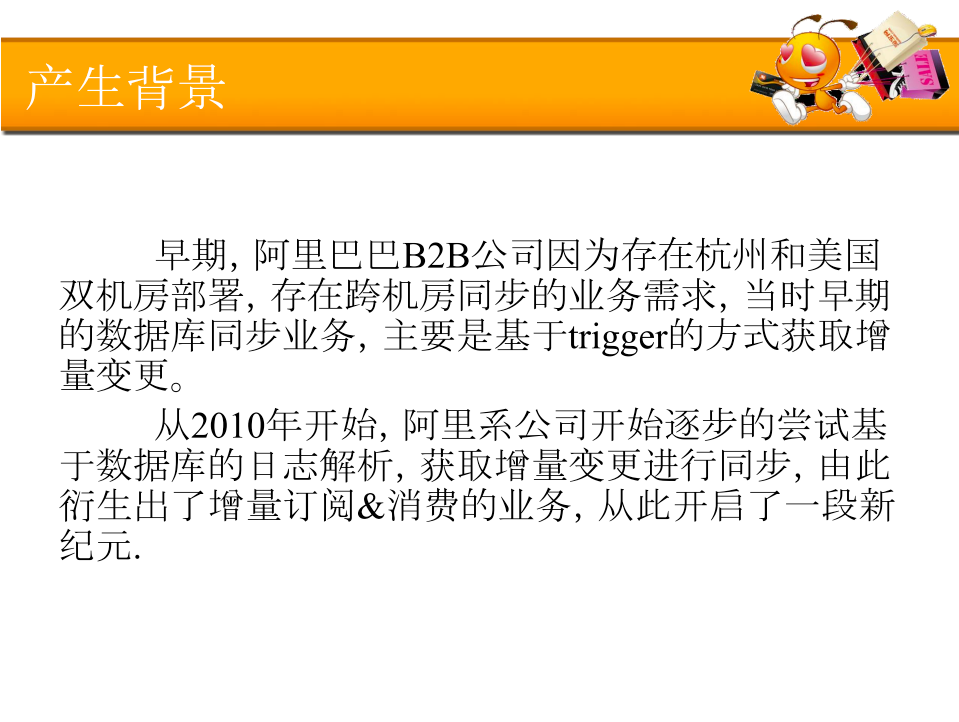 产生背景
SALE
早期，阿里巴巴B2B公司因为存在杭州和美国
双机房部署，存在跨机房同步的业务需求，当时早期
的数据库同步业务，主要是基于trigger的方式获取增
量变更。
从2010年开始，阿里系公司开始逐步的尝试基
于数据库的日志解析，获取增量变更进行同步，由此
衍生出了增量订阅&消费的业务，从此开启了一段新
纪元.